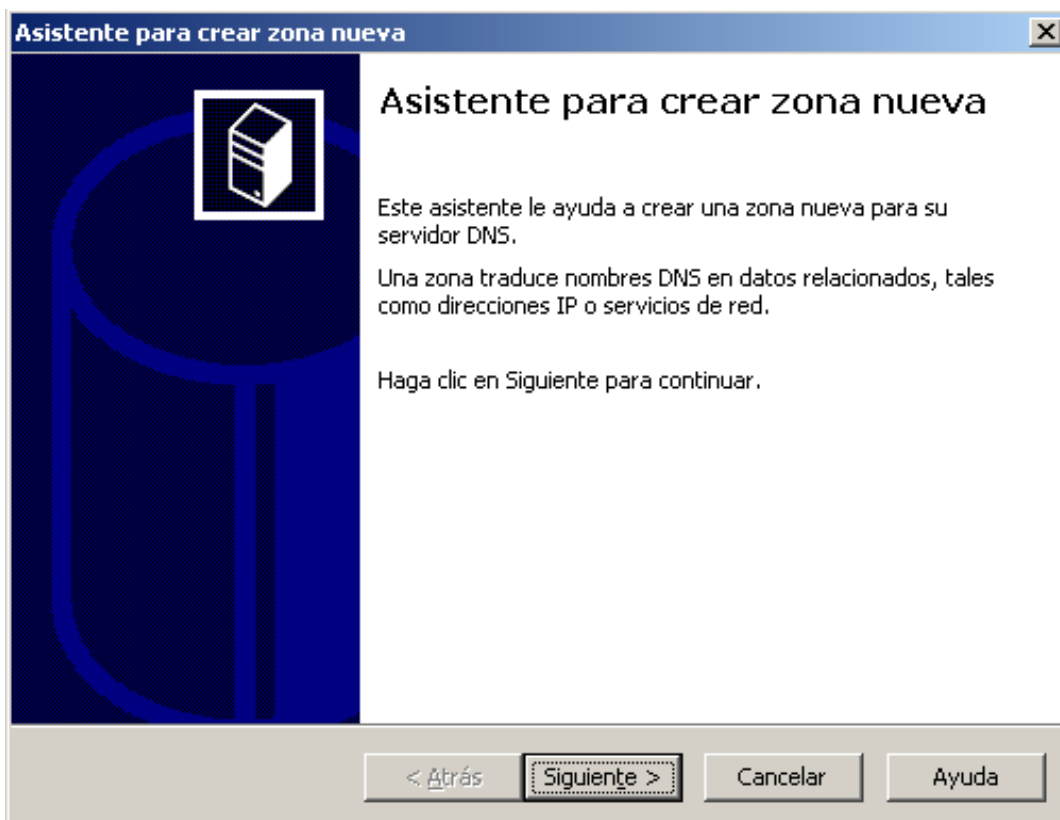 Asistente para crear zona nueva
Asistente para crear zona nueva
Este asistente le ayuda a crear una zona nueva para su
servidor DNS.
Una zona traduce nombres DNS en datos relacionados, tales
como direcciones IP o servicios de red.
Haga clic en Siguiente para continuar.
< Atrás
Siguiente >
Cancelar
Ayuda